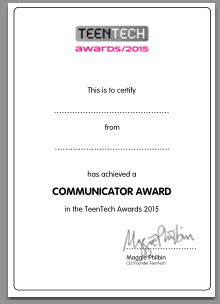 TEENTECH
awards/2015
This is to certify
............................................
from
............................................
has achieved a
COMMUNICATOR AWARD
in the TeenTech Awards 2015
Maggie Philbin
Maggie Philbin
CEO Founder TeenTech